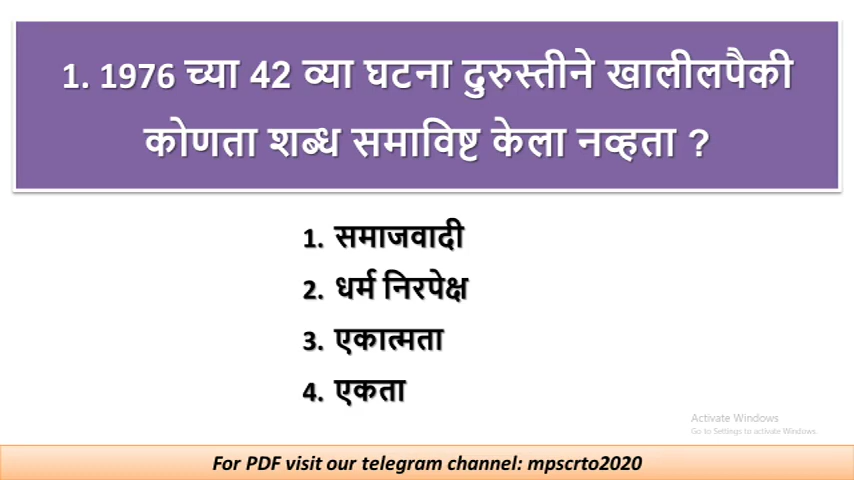 1. 1976 च्या 42 व्या घटना दुरुस्तीने खालीलपैकी
कोणता शब्ध समाविष्ट केला नव्हता ?
1. समाजवादी
2. धर्म निरपेक्ष
3. एकात्मता
4. एकता
Activate Windows
Go to Settings to activate Windows.
For PDF visit our telegram channel: mpscrto2020